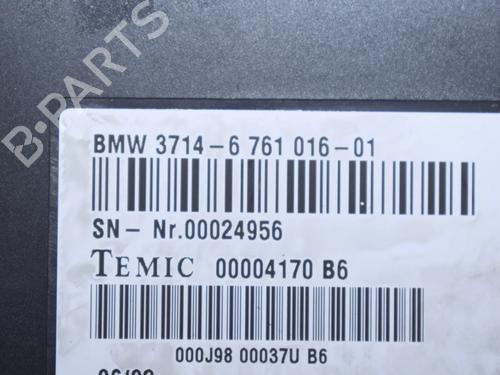 B-PARTS
BMW 3714-6 761 016-01
SN- Nr.00024956
TEMIC 00004170 B6
000J98 00037U B6